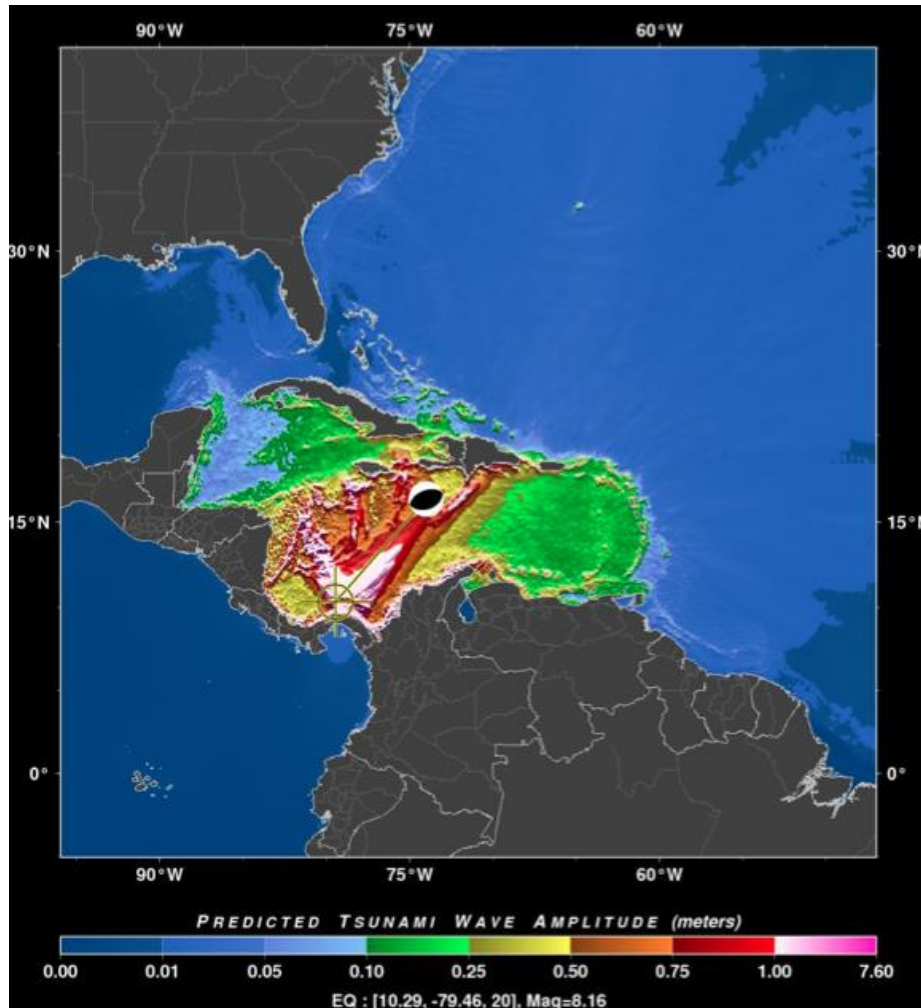 90°W 75°W 60°W
30°N 30°N
15°N 15°N
0° 0°
90°W 75°W 60°W
PREDICTED TSUNAMI WAVE AMPLITUDE (meters)
0.00 0.01 0.05 0.10 0.25 0.50 0.75 1.00 7.60
EQ : [10.29, -79.46, 20], Mag=8.16